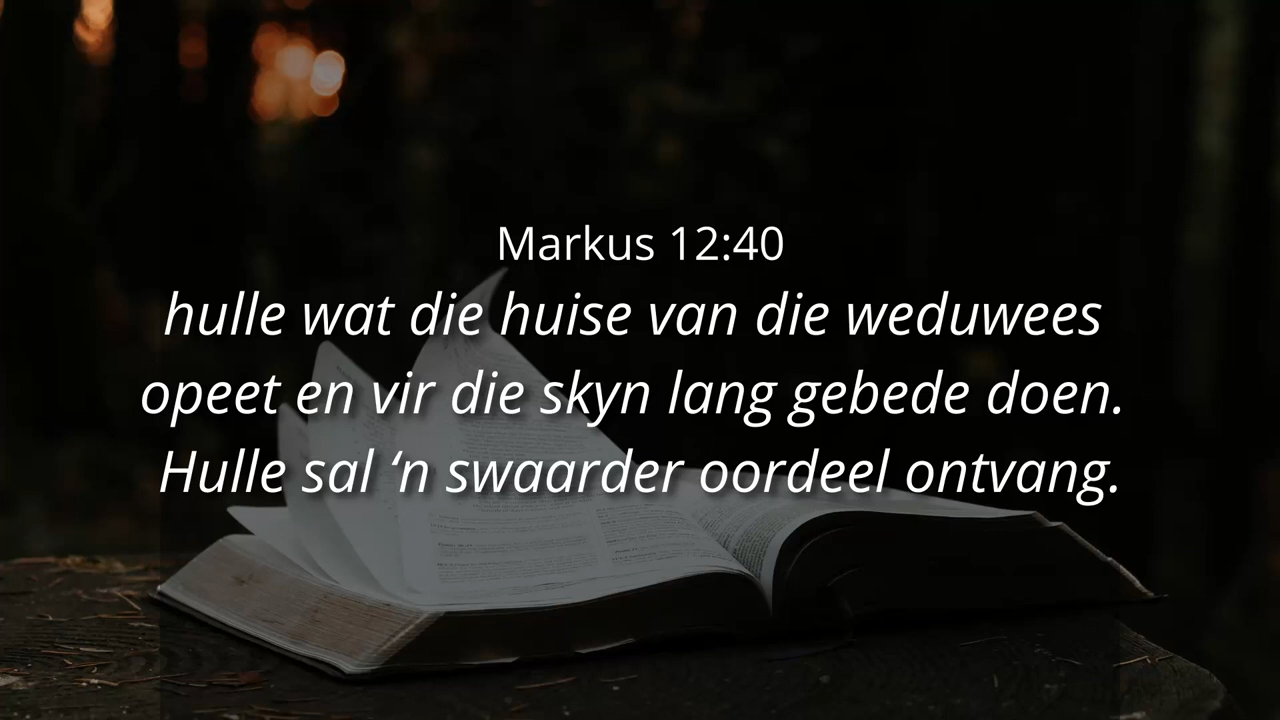 Markus 12:40
hulle wat die huise van die weduwees
opeet en vir die skyn lang gebede doen.
Hulle sal ‘n swaarder oordeel ontvang.